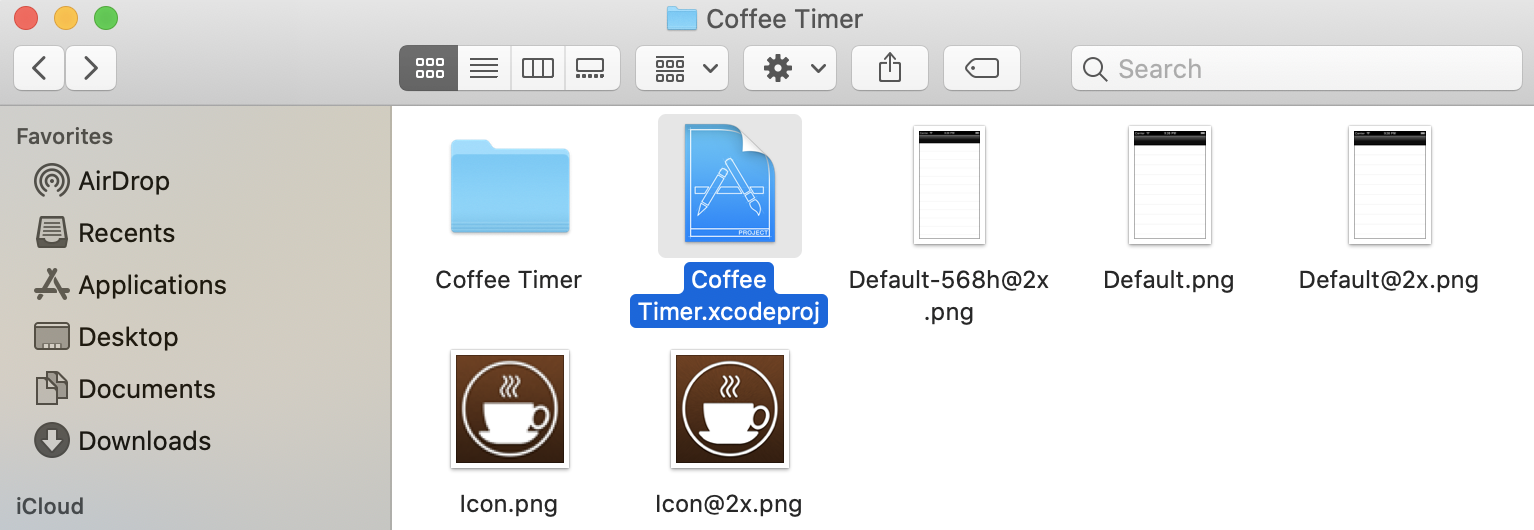 Coffee Timer
Search
Favorites
AirDrop
Recents
Applications
Desktop
Documents
Downloads
iCloud
Coffee Timer
PROJECT
Coffee
Timer.xcodeproj
Default-568h@2x
.png
Default.png
Default@2x.png
Icon.png
Icon@2x.png